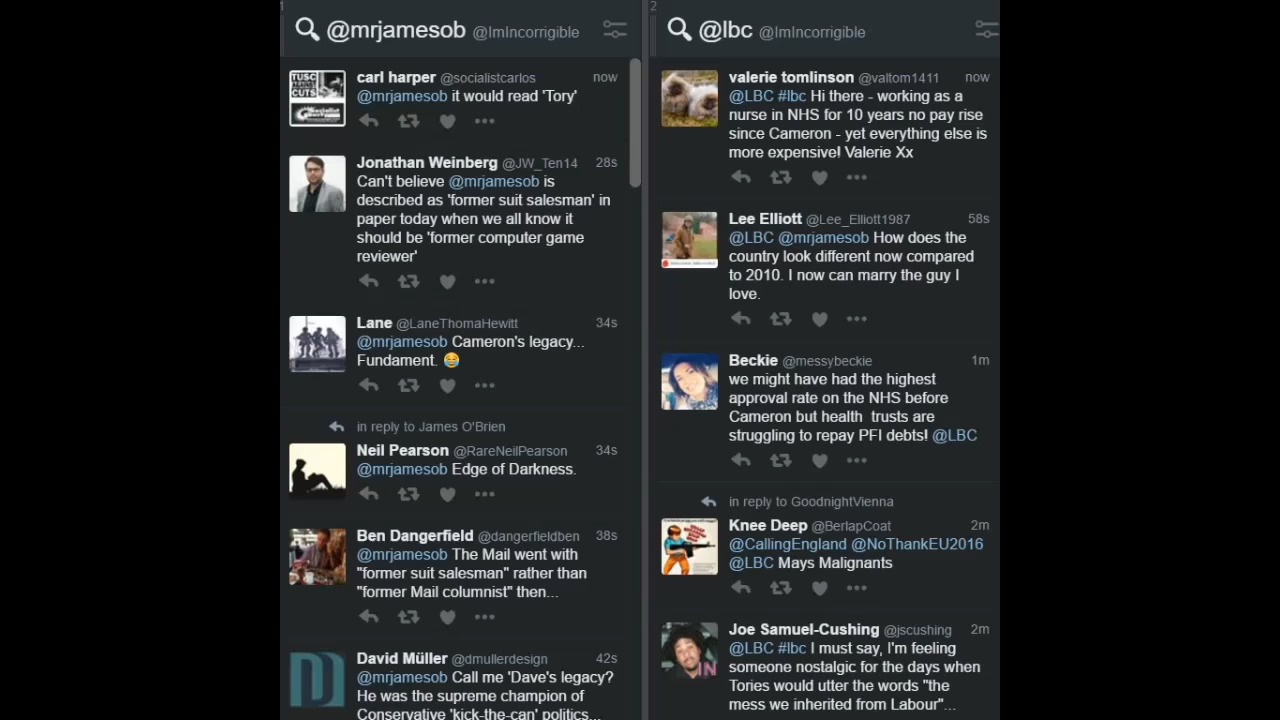 1
@mrjamesob @ImIncorrigible
carl harper @socialistcarlos now
@mrjamesob it would read 'Tory'
Jonathan Weinberg @JW_Ten14 28s
Can't believe @mrjamesob is
described as 'former suit salesman' in
paper today when we all know it
should be 'former computer game
reviewer'
Lane @LaneThomaHewitt 34s
@mrjamesob Cameron's legacy...
Fundament. 😂
in reply to James O'Brien
Neil Pearson @RareNeilPearson 34s
@mrjamesob Edge of Darkness.
Ben Dangerfield @dangerfieldben 38s
@mrjamesob The Mail went with
"former suit salesman" rather than
"former Mail columnist" then...
David Müller @dmullerdesign 42s
@mrjamesob Call me 'Dave's legacy?
He was the supreme champion of
Conservative 'kick-the-can' politics...
2
@lbc @ImIncorrigible
valerie tomlinson @valtom1411 now
@LBC #lbc Hi there - working as a
nurse in NHS for 10 years no pay rise
since Cameron - yet everything else is
more expensive! Valerie Xx
Lee Elliott @Lee_Elliott1987 58s
@LBC @mrjamesob How does the
country look different now compared
to 2010. I now can marry the guy I
love.
Beckie @messybeckie 1m
we might have had the highest
approval rate on the NHS before
Cameron but health trusts are
struggling to repay PFI debts! @LBC
in reply to GoodnightVienna
Knee Deep @BerlapCoat 2m
@CallingEngland @NoThankEU2016
@LBC Mays Malignants
Joe Samuel-Cushing @jscushing 2m
@LBC #lbc I must say, I'm feeling
someone nostalgic for the days when
Tories would utter the words "the
mess we inherited from Labour"...